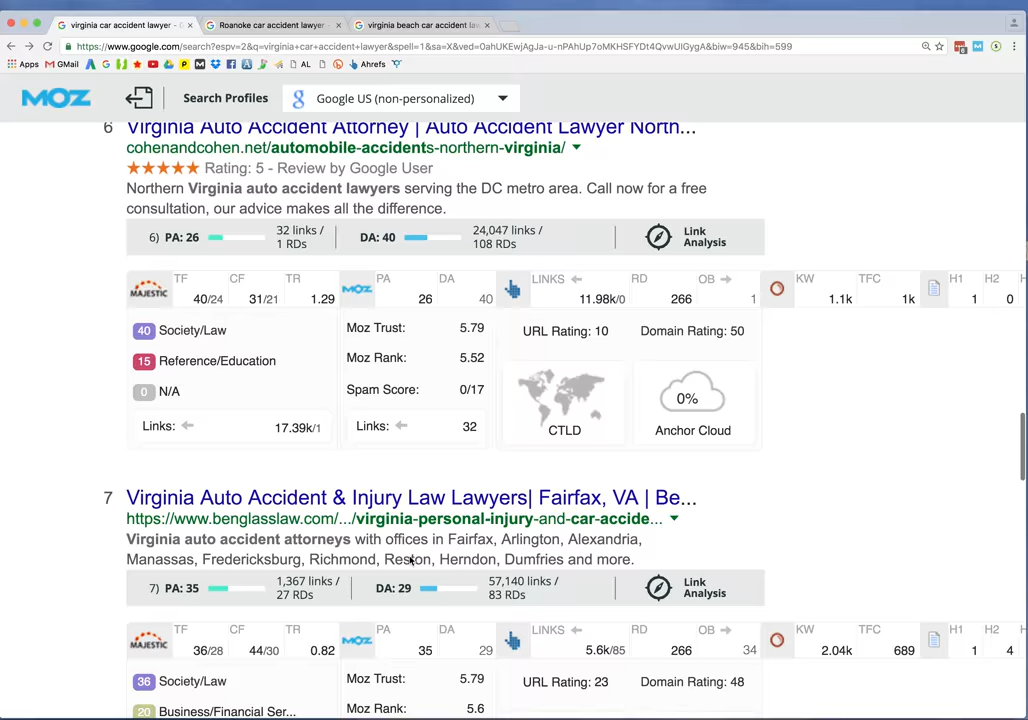 virginia car accident lawyer - G ×
Roanoke car accident lawyer ×
virginia beach car accident law ×
https://www.google.com/search?espv=2&q=virginia+car+accident+lawyer&spell=1&sa=X&ved=0ahUKEwjAgJa-u-nPAhUp7oMKHSFYDt4QvwUIGygA&biw=945&bih=599
Apps GMail AL Ahrefs
MOZ Search Profiles Google US (non-personalized)
6 Virginia Auto Accident Attorney | Auto Accident Lawyer North...
cohenandcohen.net/automobile-accidents-northern-virginia/
Rating: 5 - Review by Google User
Northern Virginia auto accident lawyers serving the DC metro area. Call now for a free
consultation, our advice makes all the difference.
6) PA: 26 32 links / 1 RDs DA: 40 24,047 links / 108 RDs Link Analysis
MAJESTIC TF 40/24 CF 31/21 TR 1.29 MOZ PA 26 DA 40 LINKS 11.98k/0 RD 266 OB 1 KW 1.1k TFC 1k H1 1 H2 0
40 Society/Law Moz Trust: 5.79 URL Rating: 10 Domain Rating: 50
15 Reference/Education Moz Rank: 5.52
0 N/A Spam Score: 0/17 0%
Links: 17.39k/1 Links: 32 CTLD Anchor Cloud
7 Virginia Auto Accident & Injury Law Lawyers| Fairfax, VA | Be...
https://www.benglasslaw.com/.../virginia-personal-injury-and-car-accide...
Virginia auto accident attorneys with offices in Fairfax, Arlington, Alexandria,
Manassas, Fredericksburg, Richmond, Reston, Herndon, Dumfries and more.
7) PA: 35 1,367 links / 27 RDs DA: 29 57,140 links / 83 RDs Link Analysis
MAJESTIC TF 36/28 CF 44/30 TR 0.82 MOZ PA 35 DA 29 LINKS 5.6k/85 RD 266 OB 34 KW 2.04k TFC 689 H1 1 H2 4
36 Society/Law Moz Trust: 5.79 URL Rating: 23 Domain Rating: 48
20 Business/Financial Ser... Moz Rank: 5.6